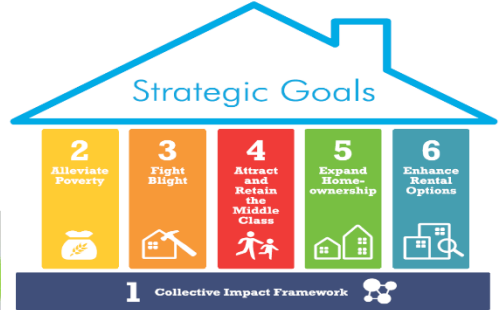 Strategic Goals
2
Alleviate
Poverty
3
Fight
Blight
4
Attract
and
Retain
the
Middle
Class
5
Expand
Home-
ownership
6
Enhance
Rental
Options
1 Collective Impact Framework